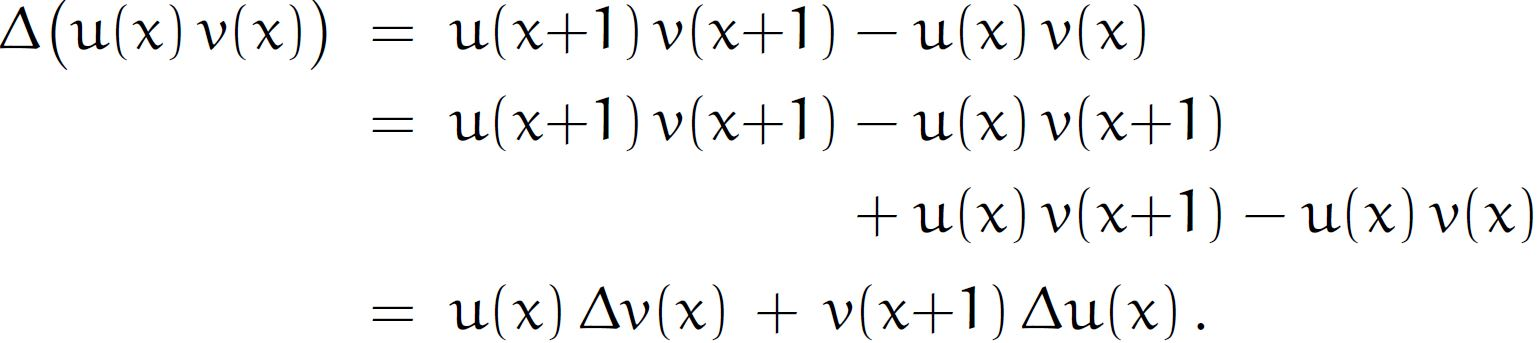 Δ(u(x) v(x)) = u(x+1) v(x+1) − u(x) v(x)
= u(x+1) v(x+1) − u(x) v(x+1)
+ u(x) v(x+1) − u(x) v(x)
= u(x) Δv(x) + v(x+1) Δu(x) .